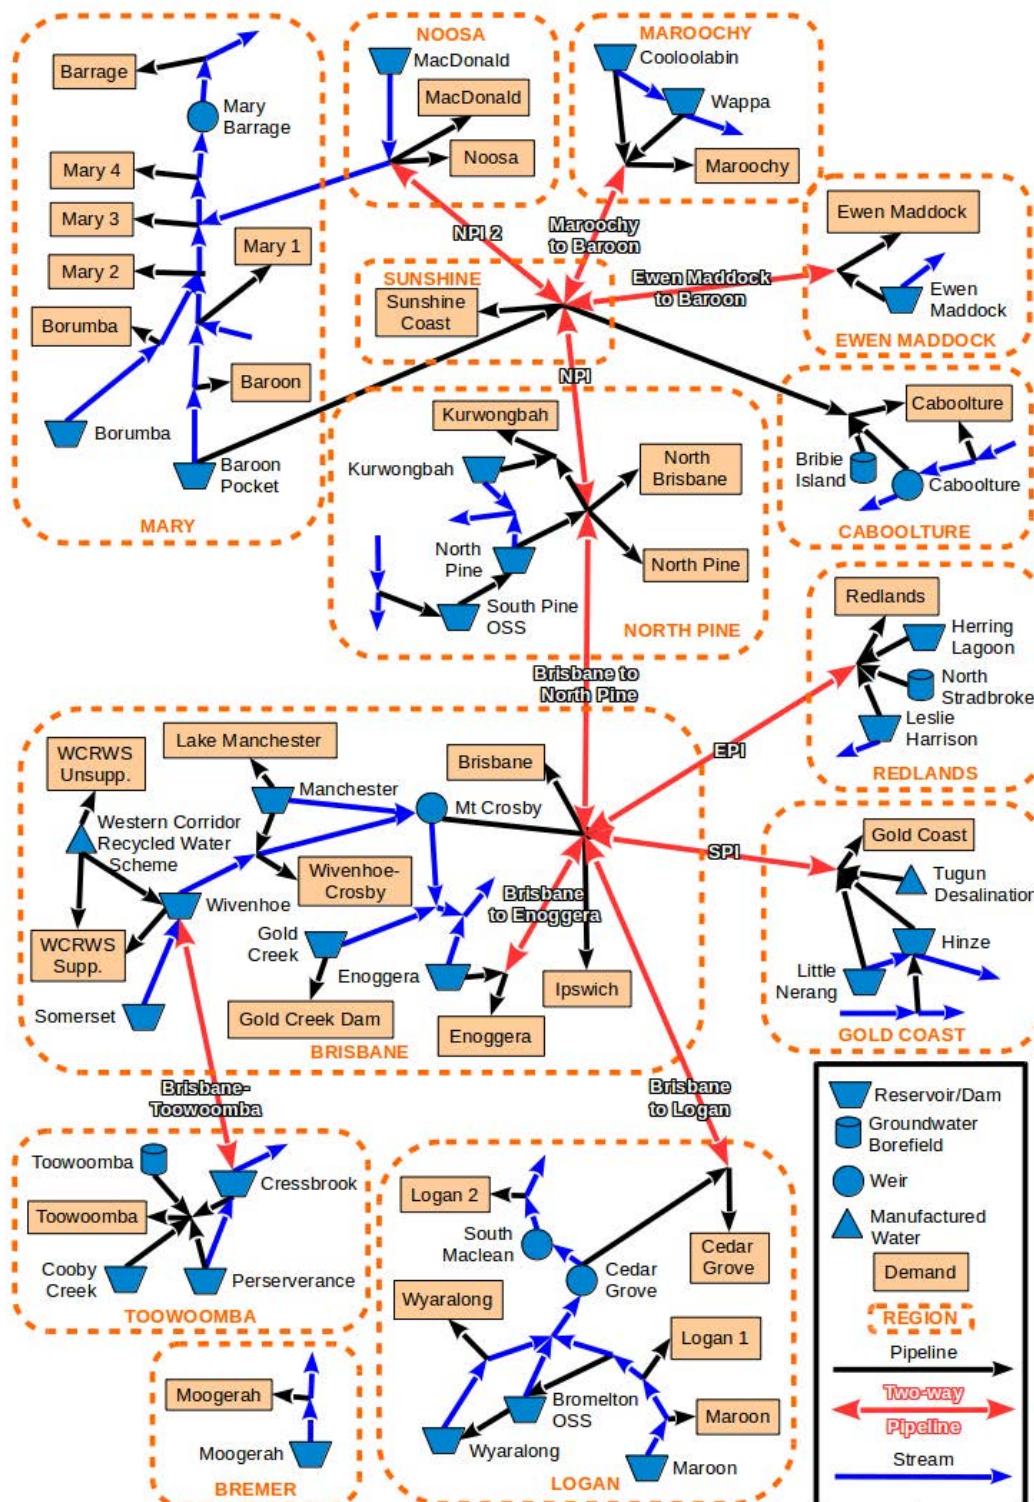 NOOSA
MacDonald
MacDonald
Noosa
MAROOCHY
Cooloolabin
Wappa
Maroochy
Barrage
Mary
Barrage
Mary 4
Mary 3
Mary 1
Mary 2
Borumba
Baroon
Borumba
Baroon
Pocket
MARY
NPI 2
Maroochy
to Baroon
Ewen Maddock
to Baroon
Ewen Maddock
Ewen
Maddock
EWEN MADDOCK
SUNSHINE
Sunshine
Coast
NPI
Kurwongbah
Kurwongbah
North
Brisbane
North
Pine
North Pine
South Pine
OSS
NORTH PINE
Caboolture
Bribie
Island
Caboolture
CABOOLTURE
Redlands
Herring
Lagoon
North
Stradbroke
Leslie
Harrison
REDLANDS
Brisbane to
North Pine
EPI
SPI
WCRWS
Unsupp.
Lake Manchester
Manchester
Brisbane
Mt Crosby
Western Corridor
Recycled Water
Scheme
Wivenhoe-
Crosby
Wivenhoe
Brisbane
to Enoggera
WCRWS
Supp.
Gold
Creek
Enoggera
Ipswich
Somerset
Gold Creek Dam
Enoggera
BRISBANE
Gold Coast
Tugun
Desalination
Hinze
Little
Nerang
GOLD COAST
Brisbane-
Toowoomba
Brisbane
to Logan
Toowoomba
Cressbrook
Toowoomba
Cooby
Creek
Perserverance
TOOWOOMBA
Logan 2
South
Maclean
Cedar
Grove
Cedar
Grove
Wyaralong
Logan 1
Bromelton
OSS
Maroon
Wyaralong
Maroon
LOGAN
Moogerah
Moogerah
BREMER
Reservoir/Dam
Groundwater
Borefield
Weir
Manufactured
Water
Demand
REGION
Pipeline
Two-way
Pipeline
Stream